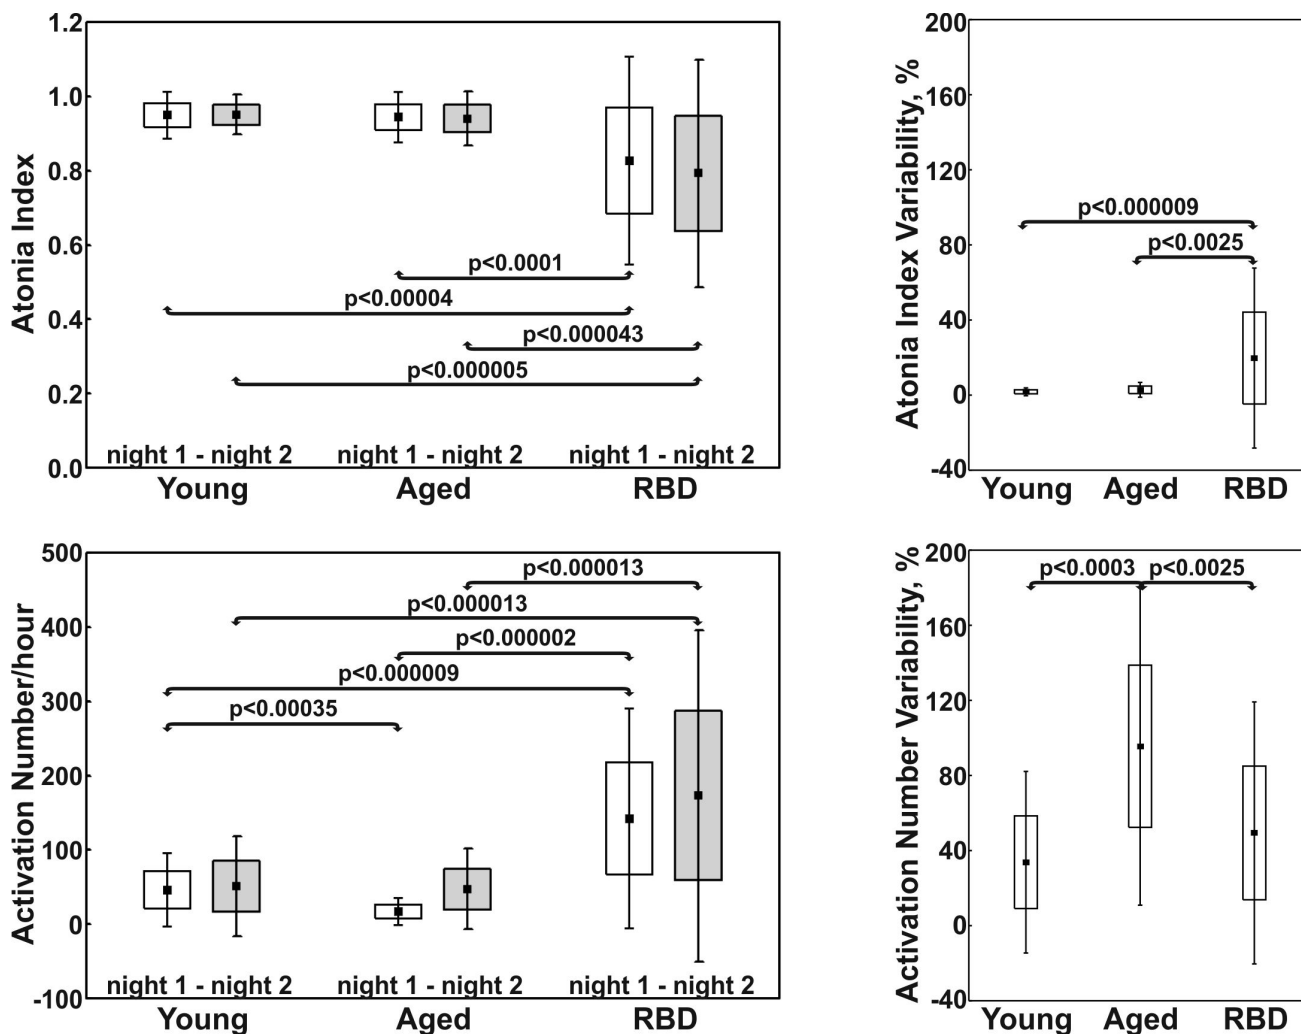 Atonia Index
1.2
1.0
0.8
0.6
0.4
0.2
0.0
p<0.0001
p<0.00004
p<0.000043
p<0.000005
night 1 - night 2
night 1 - night 2
night 1 - night 2
Young
Aged
RBD
Atonia Index Variability, %
200
160
120
80
40
0
-40
p<0.000009
p<0.0025
Young
Aged
RBD
Activation Number/hour
500
400
300
200
100
0
-100
p<0.000013
p<0.000013
p<0.000002
p<0.000009
p<0.00035
night 1 - night 2
night 1 - night 2
night 1 - night 2
Young
Aged
RBD
Activation Number Variability, %
200
160
120
80
40
0
-40
p<0.0003
p<0.0025
Young
Aged
RBD